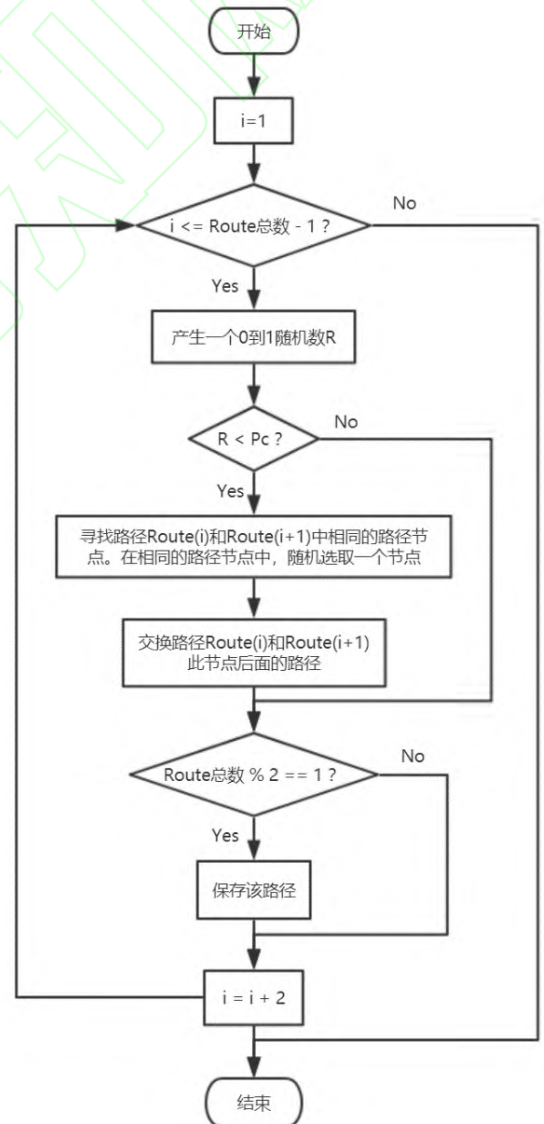 开始
i=1
i <= Route总数 - 1 ?
No
Yes
产生一个0到1随机数R
R < Pc ?
No
Yes
寻找路径Route(i)和Route(i+1)中相同的路径节
点。在相同的路径节点中，随机选取一个节点
交换路径Route(i)和Route(i+1)
此节点后面的路径
Route总数 % 2 == 1 ?
No
Yes
保存该路径
i = i + 2
结束